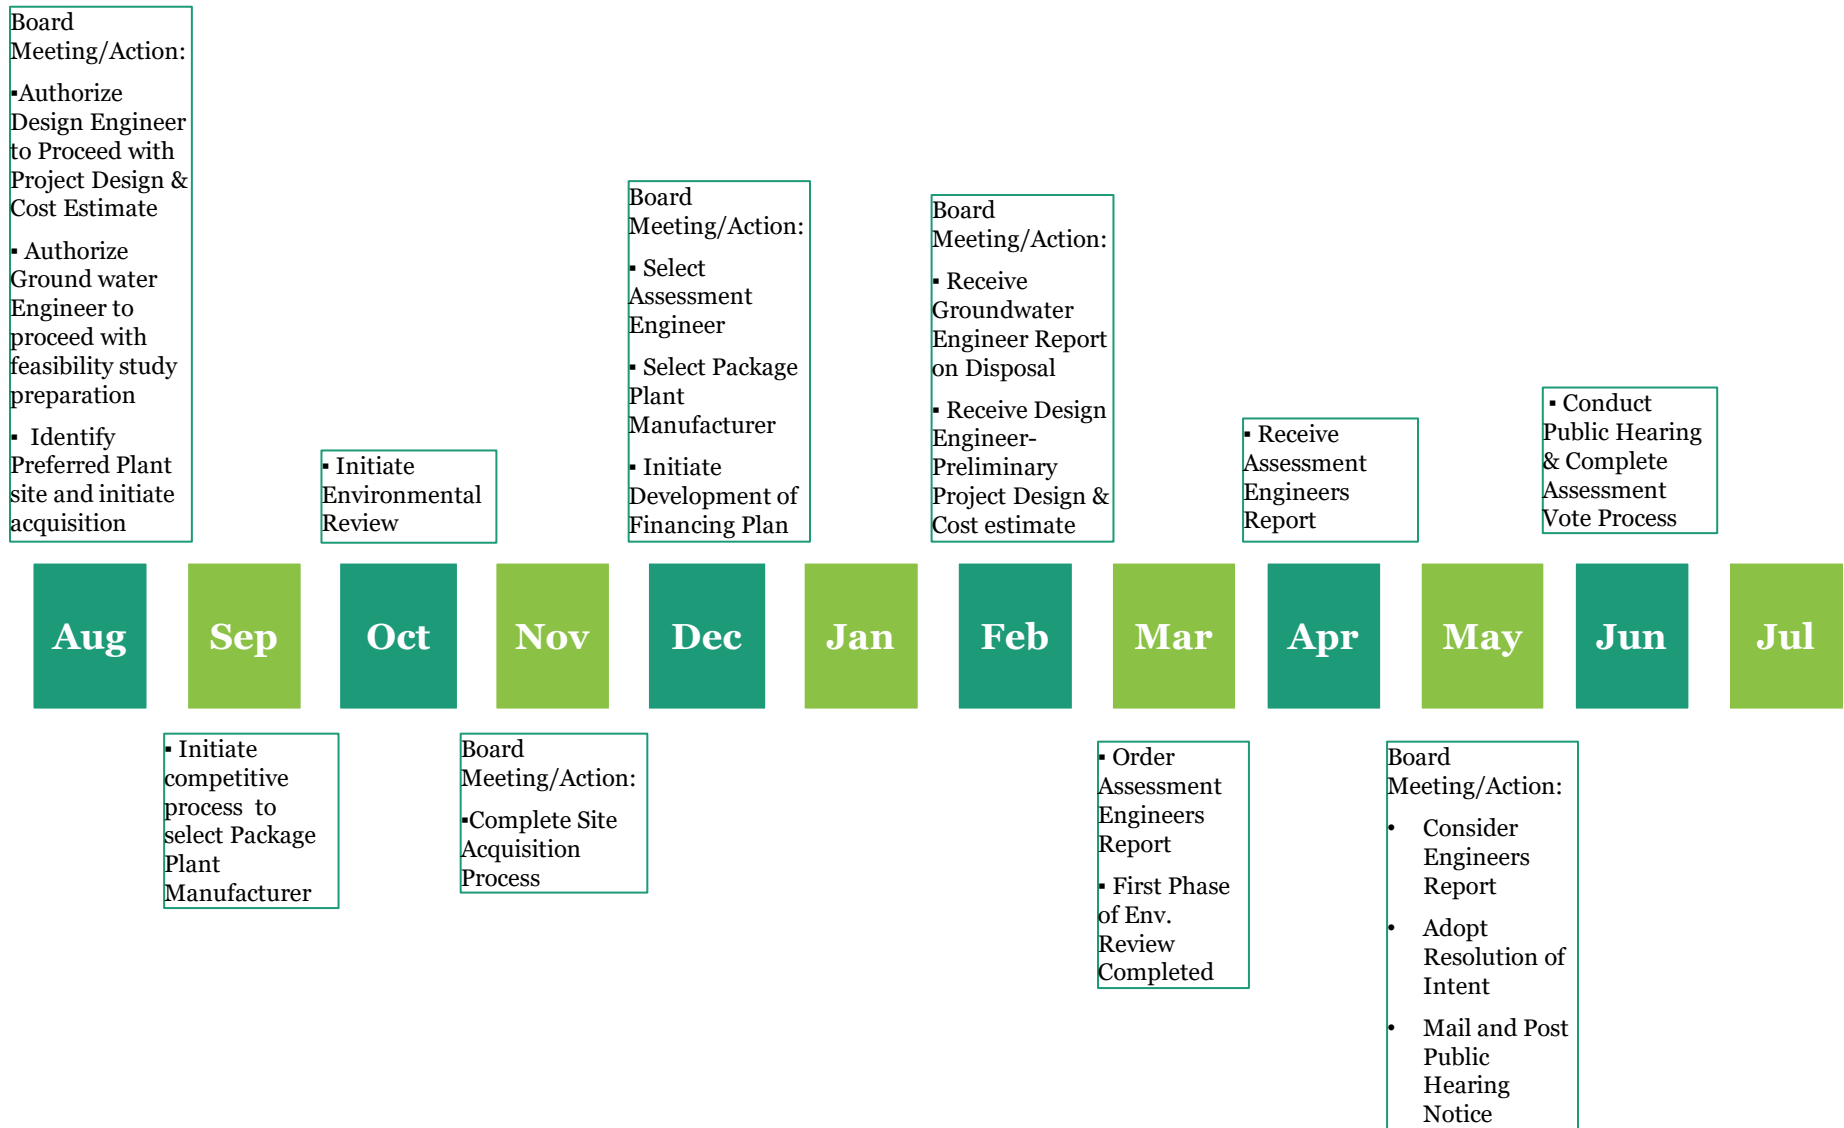 Board
Meeting/Action:
▪Authorize
Design Engineer
to Proceed with
Project Design &
Cost Estimate
▪ Authorize
Ground water
Engineer to
proceed with
feasibility study
preparation
▪ Identify
Preferred Plant
site and initiate
acquisition
▪ Initiate
Environmental
Review
Board
Meeting/Action:
▪ Select
Assessment
Engineer
▪ Select Package
Plant
Manufacturer
▪ Initiate
Development of
Financing Plan
Board
Meeting/Action:
▪ Receive
Groundwater
Engineer Report
on Disposal
▪ Receive Design
Engineer-
Preliminary
Project Design &
Cost estimate
▪ Receive
Assessment
Engineers
Report
▪ Conduct
Public Hearing
& Complete
Assessment
Vote Process
Aug Sep Oct Nov Dec Jan Feb Mar Apr May Jun Jul
▪ Initiate
competitive
process to
select Package
Plant
Manufacturer
Board
Meeting/Action:
▪Complete Site
Acquisition
Process
▪ Order
Assessment
Engineers
Report
▪ First Phase
of Env.
Review
Completed
Board
Meeting/Action:
• Consider
Engineers
Report
• Adopt
Resolution of
Intent
• Mail and Post
Public
Hearing
Notice